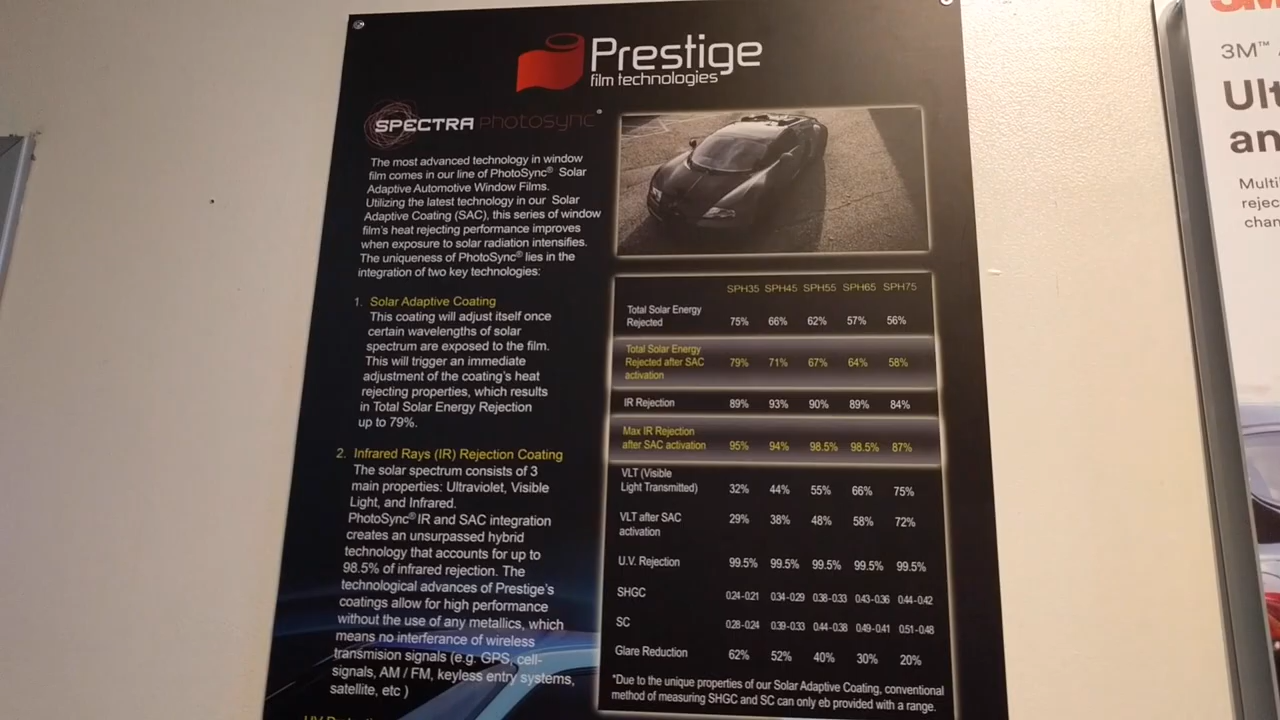 Prestige
film technologies
SPECTRA PHOTOSYNC®
The most advanced technology in window
film comes in our line of PhotoSync® Solar
Adaptive Automotive Window Films.
Utilizing the latest technology in our Solar
Adaptive Coating (SAC), this series of window
film's heat rejecting performance improves
when exposure to solar radiation intensifies.
The uniqueness of PhotoSync® lies in the
integration of two key technologies:
1. Solar Adaptive Coating
This coating will adjust itself once
certain wavelengths of solar
spectrum are exposed to the film.
This will trigger an immediate
adjustment of the coating's heat
rejecting properties, which results
in Total Solar Energy Rejection
up to 79%.
2. Infrared Rays (IR) Rejection Coating
The solar spectrum consists of 3
main properties: Ultraviolet, Visible
Light, and Infrared.
PhotoSync® IR and SAC integration
creates an unsurpassed hybrid
technology that accounts for up to
98.5% of infrared rejection. The
technological advances of Prestige's
coatings allow for high performance
without the use of any metallics, which
means no interferance of wireless
transmision signals (e.g. GPS, cell-
signals, AM / FM, keyless entry systems,
satellite, etc )
SPH35 SPH45 SPH55 SPH65 SPH75
Total Solar Energy
Rejected 75% 66% 62% 57% 56%
Total Solar Energy
Rejected after SAC 79% 71% 67% 64% 58%
activation
IR Rejection 89% 93% 90% 89% 84%
Max IR Rejection
after SAC activation 95% 94% 98.5% 98.5% 87%
VLT (Visible
Light Transmitted) 32% 44% 55% 66% 75%
VLT after SAC 29% 38% 48% 58% 72%
activation
U.V. Rejection 99.5% 99.5% 99.5% 99.5% 99.5%
SHGC 0.24-0.21 0.34-0.29 0.38-0.33 0.43-0.36 0.44-0.42
SC 0.28-0.24 0.39-0.33 0.44-0.38 0.49-0.41 0.51-0.48
Glare Reduction 62% 52% 40% 30% 20%
*Due to the unique properties of our Solar Adaptive Coating, conventional
method of measuring SHGC and SC can only eb provided with a range.
3M
3M™
an
Multi
rejec
chan